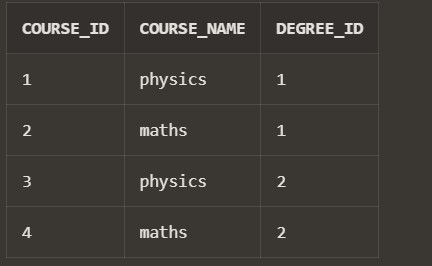 COURSE_ID COURSE_NAME DEGREE_ID
1 physics 1
2 maths 1
3 physics 2
4 maths 2